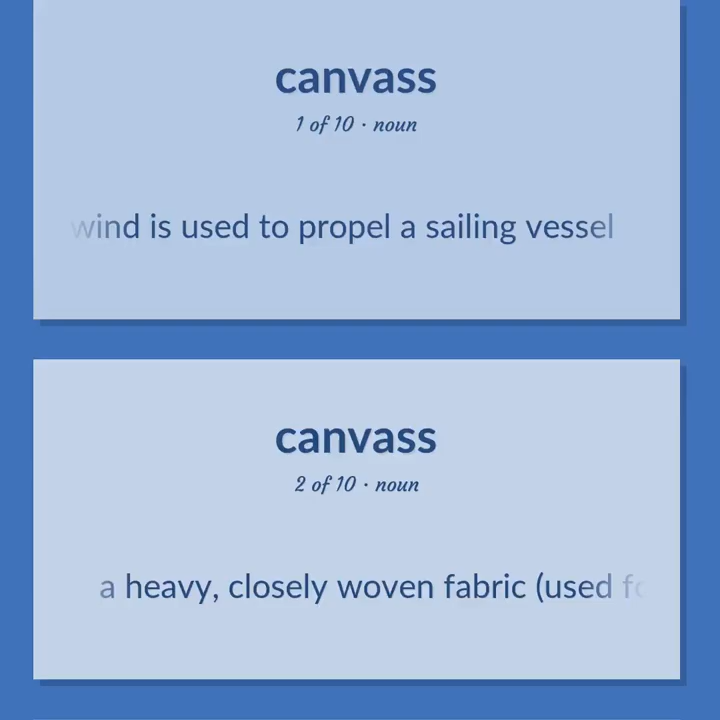 canvass
1 of 10 · noun
wind is used to propel a sailing vessel
canvass
2 of 10 · noun
a heavy, closely woven fabric (used